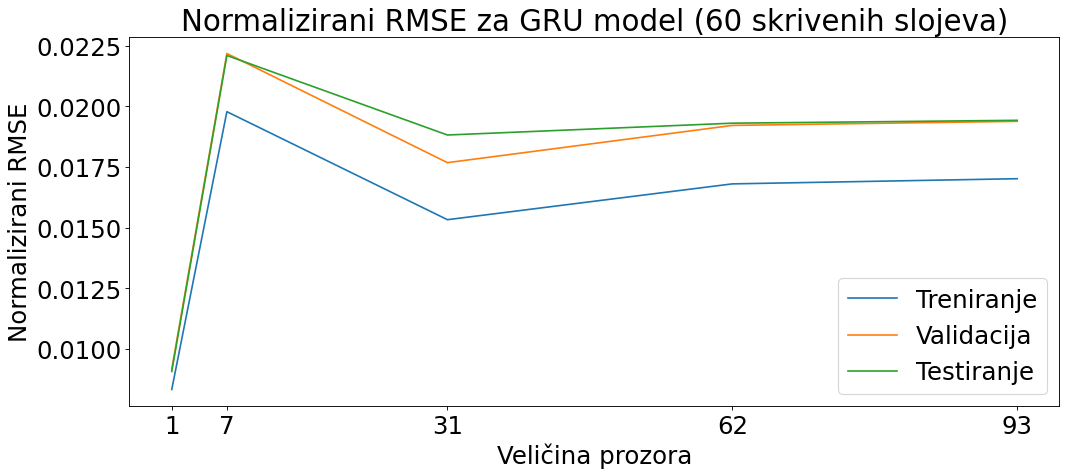 Normalizirani RMSE za GRU model (60 skrivenih slojeva)
Normalizirani RMSE
0.0225
0.0200
0.0175
0.0150
0.0125
0.0100
Treniranje
Validacija
Testiranje
1 7 31 62 93
Veličina prozora